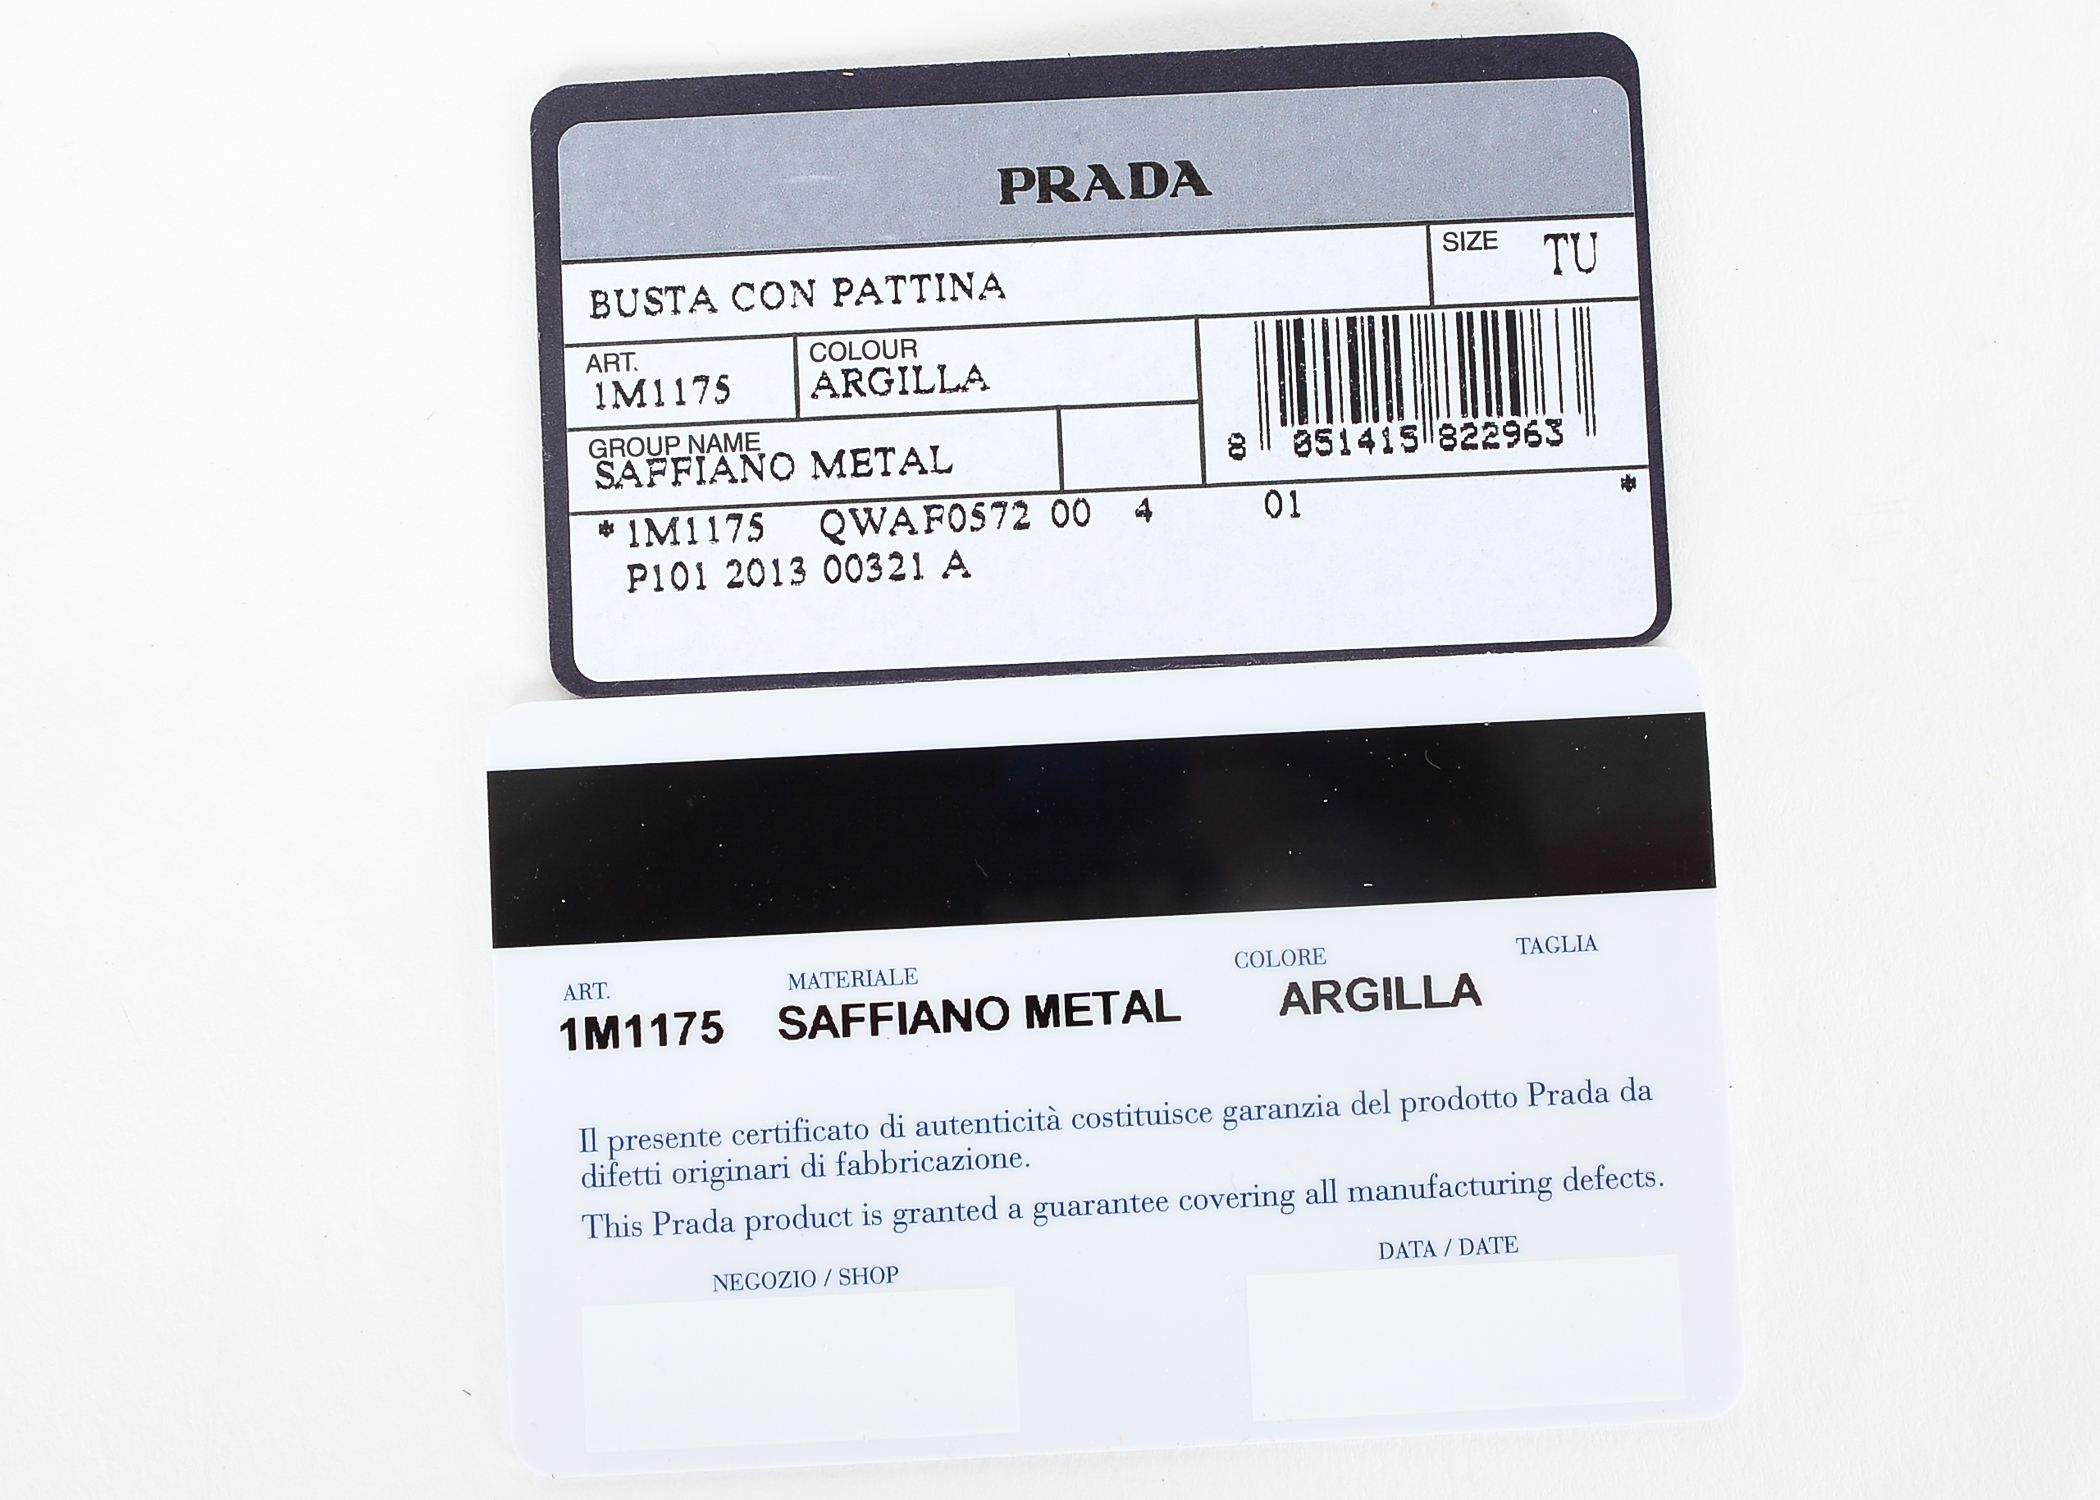 PRADA
BUSTA CON PATTINA
SIZE TU
ART.
1M1175
COLOUR
ARGILLA
GROUP NAME
SAFFIANO METAL
8 051415 822963
* 1M1175 QWAF0572 00 4 01 *
P101 2013 00321 A
ART. MATERIALE COLORE TAGLIA
1M1175 SAFFIANO METAL ARGILLA
Il presente certificato di autenticità costituisce garanzia del prodotto Prada da
difetti originari di fabbricazione.
This Prada product is granted a guarantee covering all manufacturing defects.
NEGOZIO / SHOP
DATA / DATE